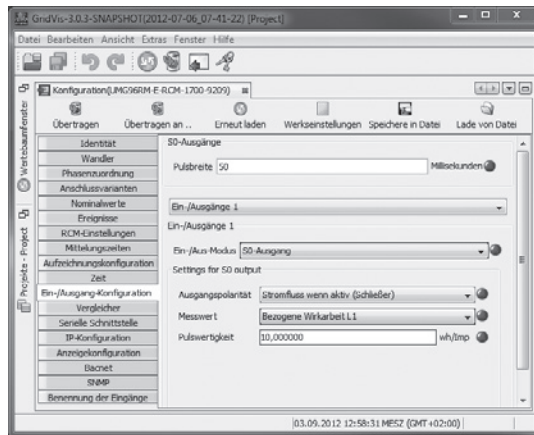 GridVis-3.0.3-SNAPSHOT(2012-07-06_07-41-22) [Project]
Datei Bearbeiten Ansicht Extras Fenster Hilfe
Konfiguration(UMG96RM-E-RCM-1700-9209)
Übertragen Übertragen an .. Erneut laden Werkseinstellungen Speichere in Datei Lade von Datei
Wertebaumfenster
Projekte - Project
Identität
Wandler
Phasenzuordnung
Anschlussvarianten
Nominalwerte
Ereignisse
RCM-Einstellungen
Mittelungszeiten
Aufzeichnungskonfiguration
Zeit
Ein-/Ausgang-Konfiguration
Vergleicher
Serielle Schnittstelle
IP-Konfiguration
Anzeigekonfiguration
Bacnet
SNMP
Benennung der Eingänge
S0-Ausgänge
Pulsbreite 50 Millisekunden
Ein-/Ausgänge 1
Ein-/Ausgänge 1
Ein-/Aus-Modus S0-Ausgang
Settings for S0 output
Ausgangspolarität Stromfluss wenn aktiv (Schließer)
Messwert Bezogene Wirkarbeit L1
Pulswertigkeit 10,000000 wh/Imp
03.09.2012 12:58:31 MESZ (GMT+02:00)